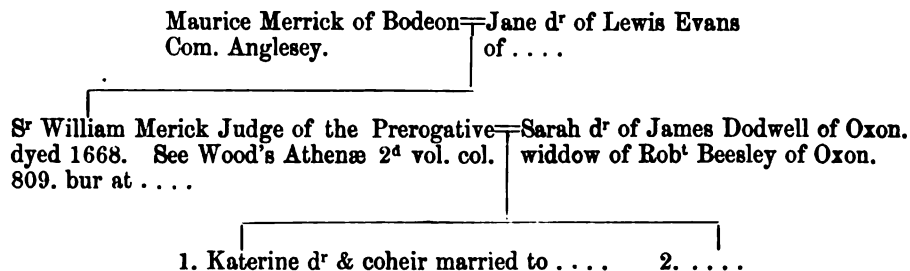 Maurice Merrick of Bodeon=Jane dʳ of Lewis Evans
Com. Anglesey. of . . . .
Sʳ William Merick Judge of the Prerogative=Sarah dʳ of James Dodwell of Oxon.
dyed 1668. See Wood's Athenæ 2ᵈ vol. col. widdow of Robᵗ Beesley of Oxon.
809. bur at . . . .
1. Katerine dʳ & coheir married to . . . . 2. . . . .